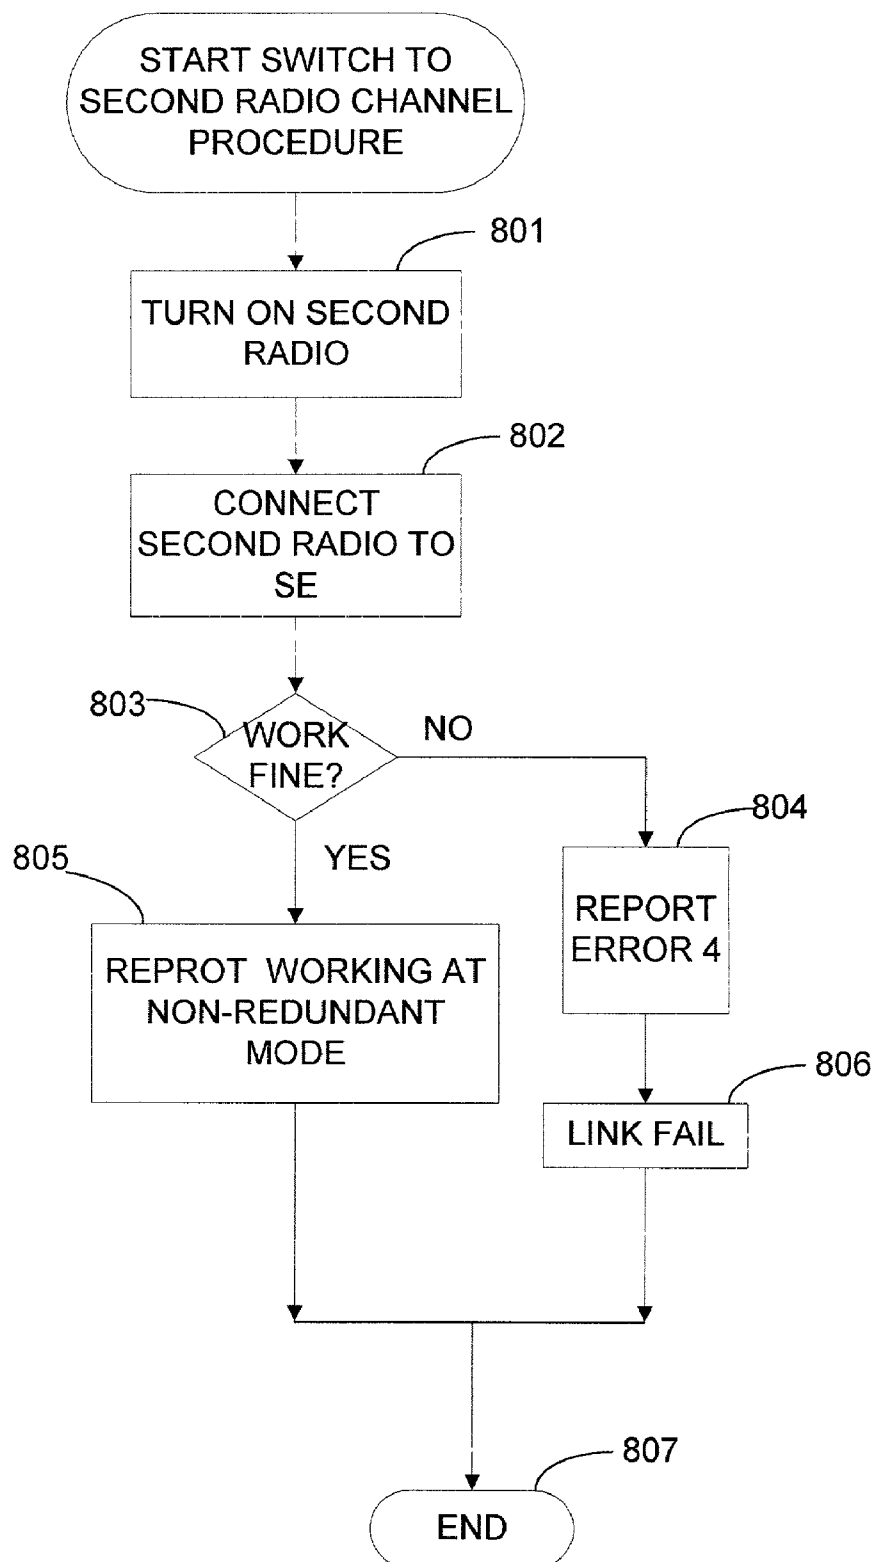 START SWITCH TO
SECOND RADIO CHANNEL
PROCEDURE
801
TURN ON SECOND
RADIO
802
CONNECT
SECOND RADIO TO
SE
803
WORK
FINE?
NO
804
YES
805
REPORT
ERROR 4
REPROT WORKING AT
NON-REDUNDANT
MODE
806
LINK FAIL
807
END